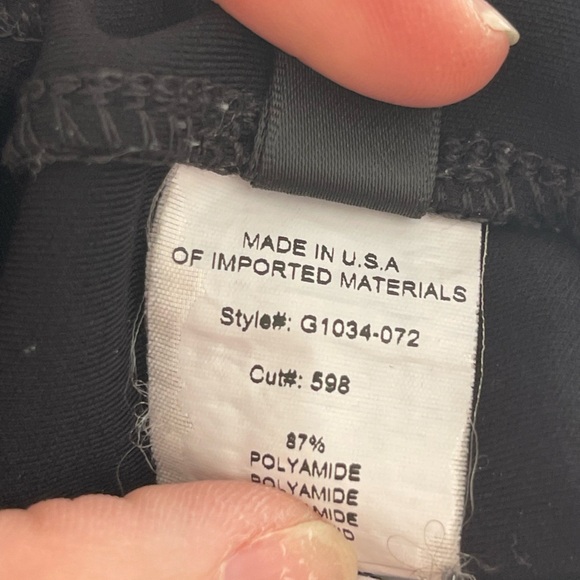 MADE IN U.S.A
OF IMPORTED MATERIALS
Style#: G1034-072
Cut#: 598
87%
POLYAMIDE
POLYAMIDE